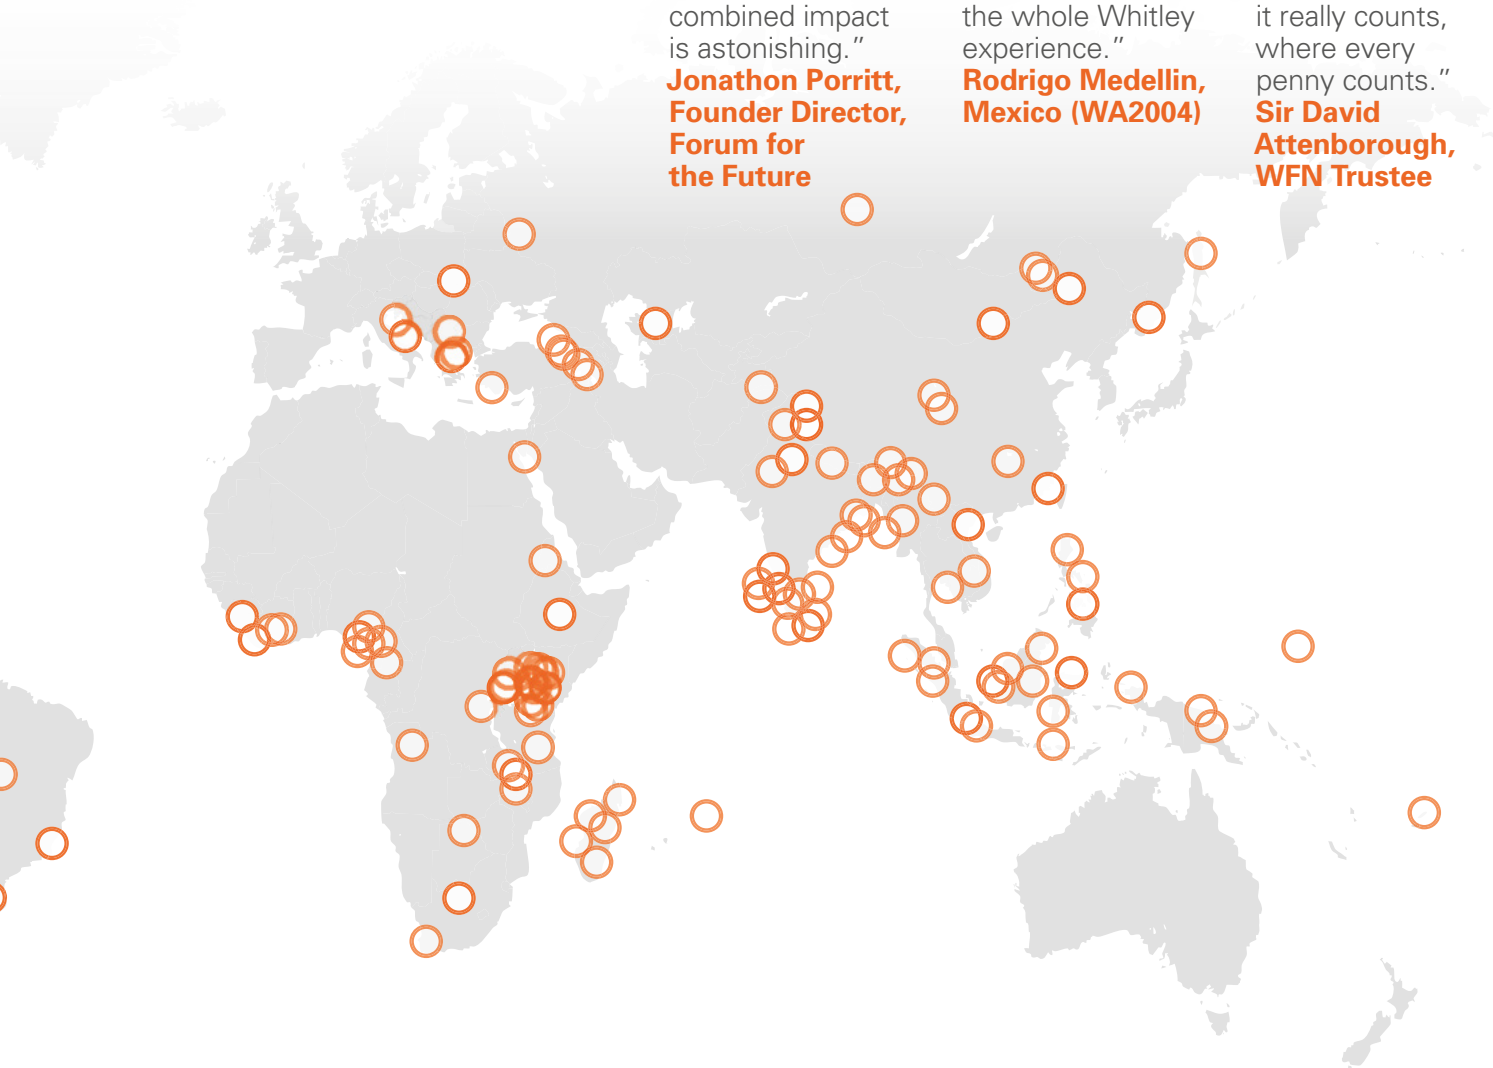 combined impact
is astonishing.”
Jonathon Porritt,
Founder Director,
Forum for
the Future
the whole Whitley
experience.”
Rodrigo Medellin,
Mexico (WA2004)
it really counts,
where every
penny counts.”
Sir David
Attenborough,
WFN Trustee